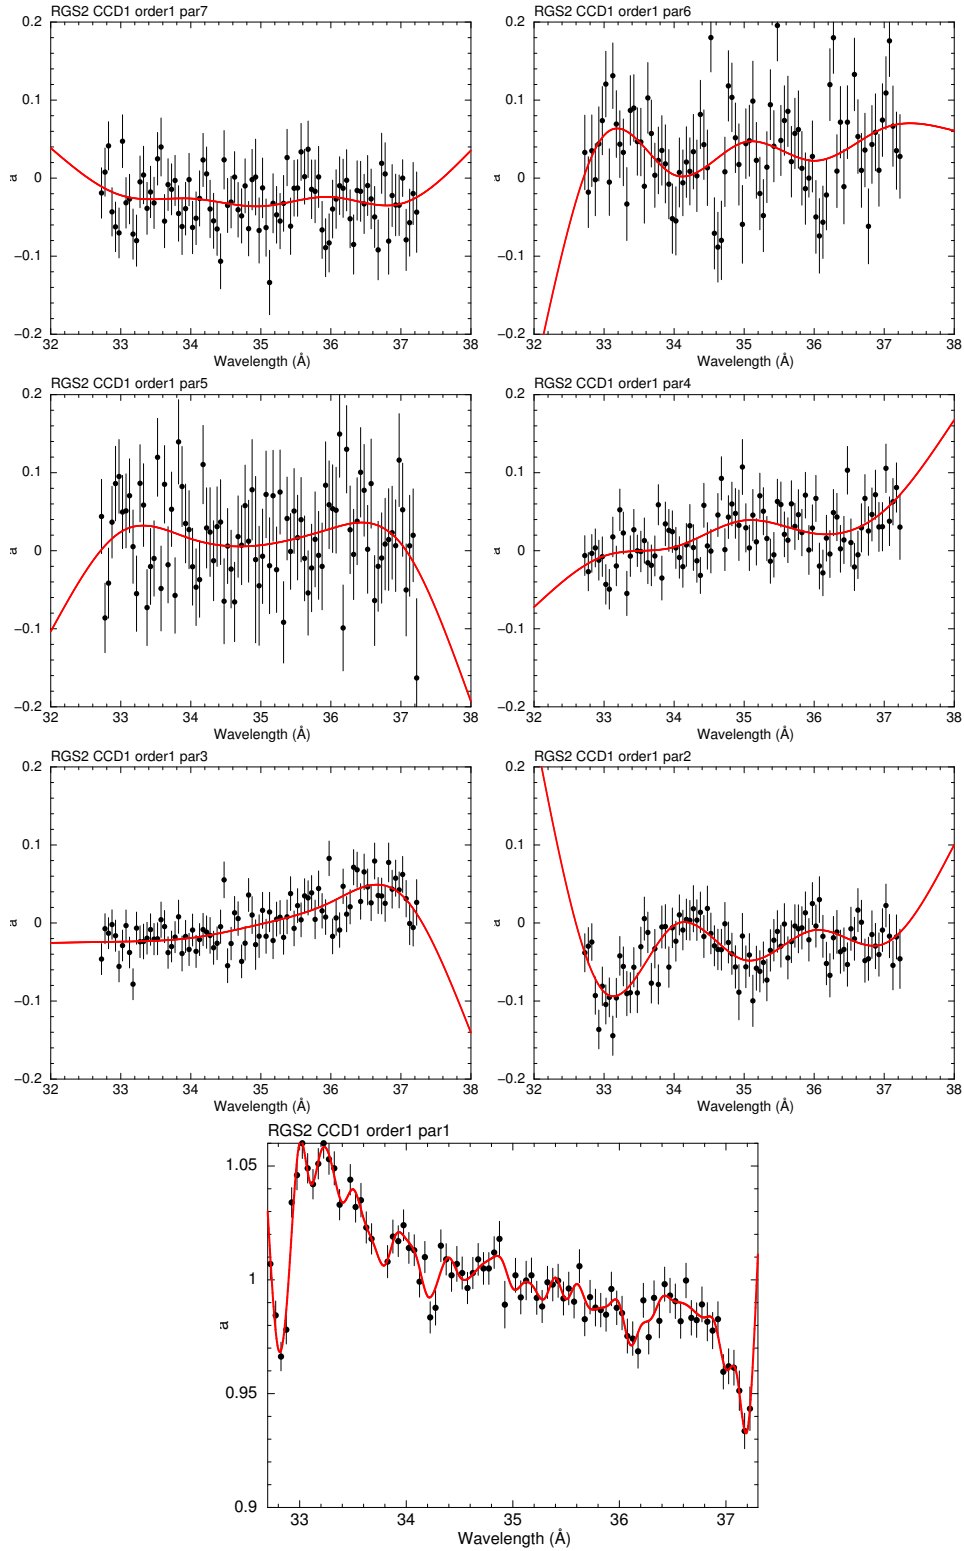 RGS2 CCD1 order1 par7
0.2
0.1
0
−0.1
−0.2
a
32 33 34 35 36 37 38
Wavelength (Å)
RGS2 CCD1 order1 par6
0.2
0.1
0
−0.1
−0.2
a
32 33 34 35 36 37 38
Wavelength (Å)
RGS2 CCD1 order1 par5
0.2
0.1
0
−0.1
−0.2
a
32 33 34 35 36 37 38
Wavelength (Å)
RGS2 CCD1 order1 par4
0.2
0.1
0
−0.1
−0.2
a
32 33 34 35 36 37 38
Wavelength (Å)
RGS2 CCD1 order1 par3
0.2
0.1
0
−0.1
−0.2
a
32 33 34 35 36 37 38
Wavelength (Å)
RGS2 CCD1 order1 par2
0.2
0.1
0
−0.1
−0.2
a
32 33 34 35 36 37 38
Wavelength (Å)
RGS2 CCD1 order1 par1
1.05
1
0.95
0.9
a
33 34 35 36 37
Wavelength (Å)